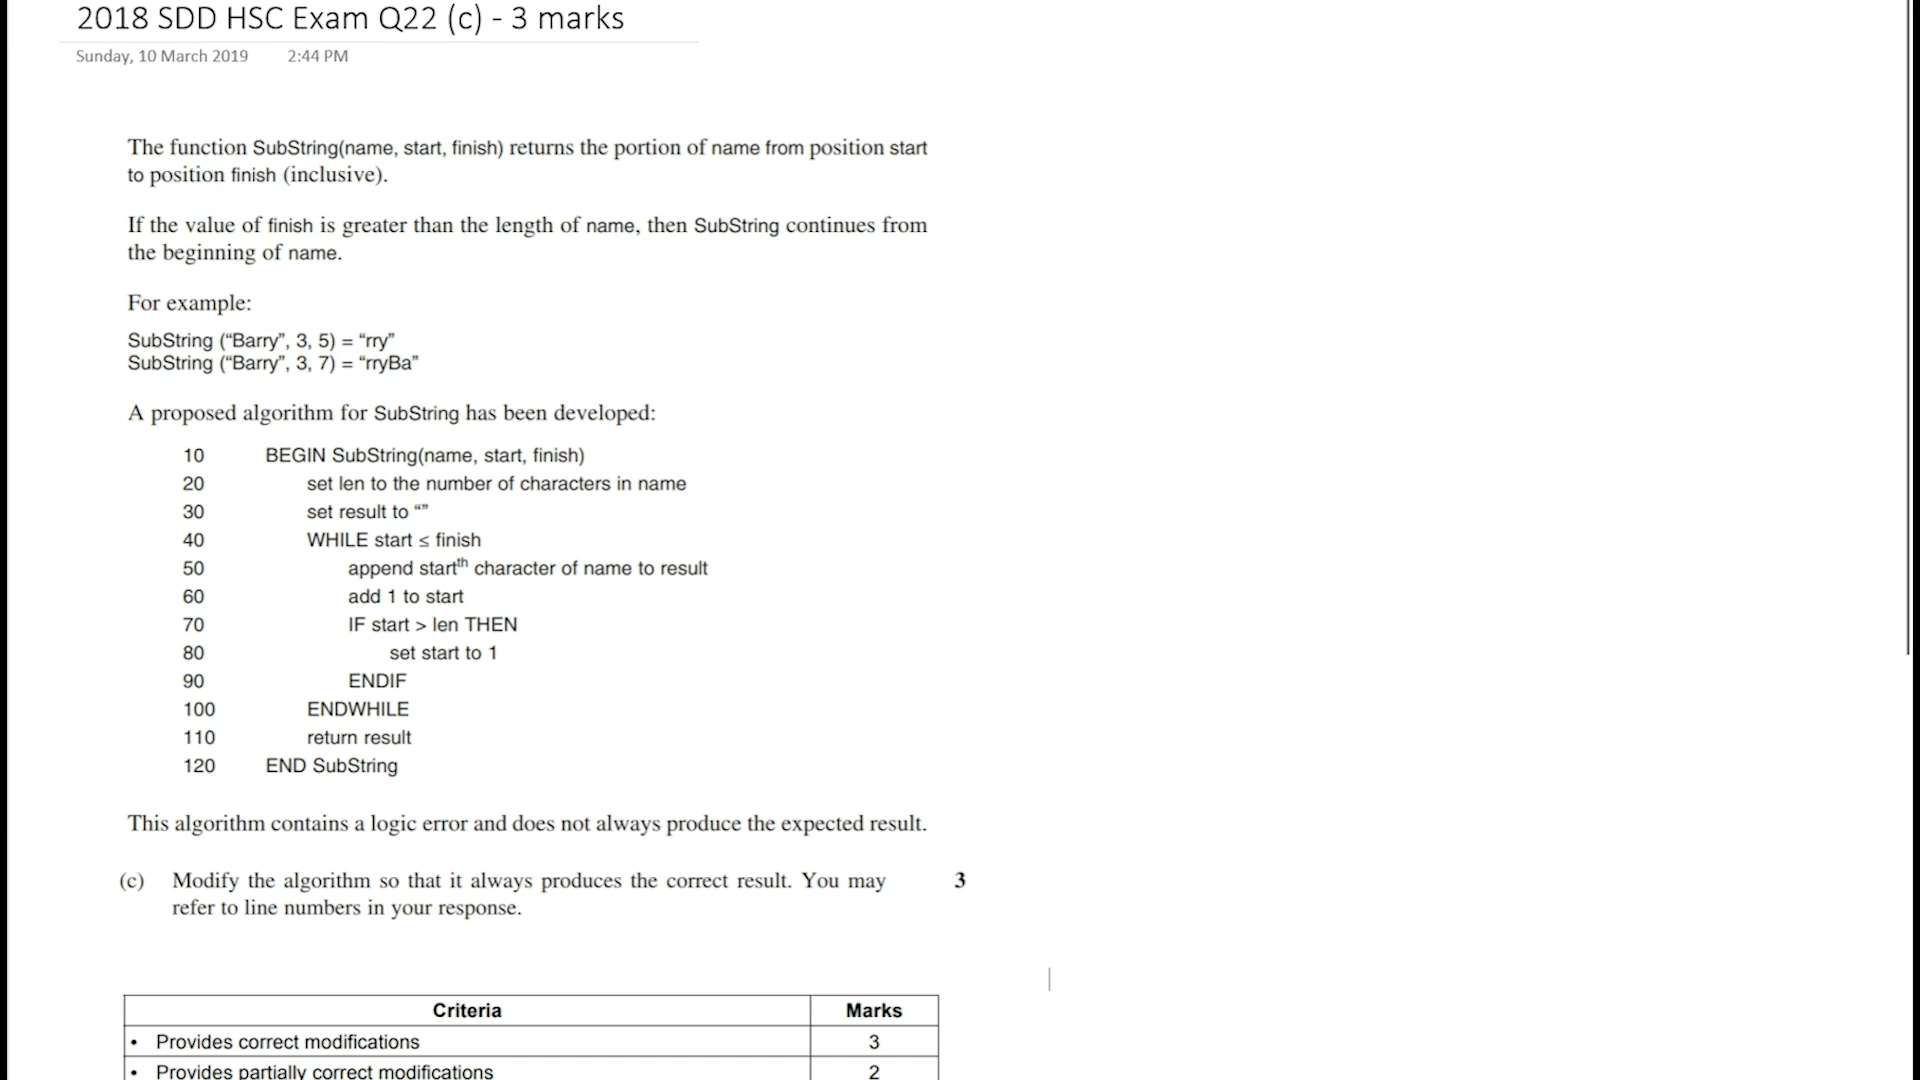 2018 SDD HSC Exam Q22 (c) - 3 marks
Sunday, 10 March 2019 2:44 PM
The function SubString(name, start, finish) returns the portion of name from position start
to position finish (inclusive).
If the value of finish is greater than the length of name, then SubString continues from
the beginning of name.
For example:
SubString (“Barry”, 3, 5) = “rry”
SubString (“Barry”, 3, 7) = “rryBa”
A proposed algorithm for SubString has been developed:
10 BEGIN SubString(name, start, finish)
20 set len to the number of characters in name
30 set result to “”
40 WHILE start ≤ finish
50 append startth character of name to result
60 add 1 to start
70 IF start > len THEN
80 set start to 1
90 ENDIF
100 ENDWHILE
110 return result
120 END SubString
This algorithm contains a logic error and does not always produce the expected result.
(c) Modify the algorithm so that it always produces the correct result. You may 3
refer to line numbers in your response.
Criteria Marks
• Provides correct modifications 3
• Provides partially correct modifications 2